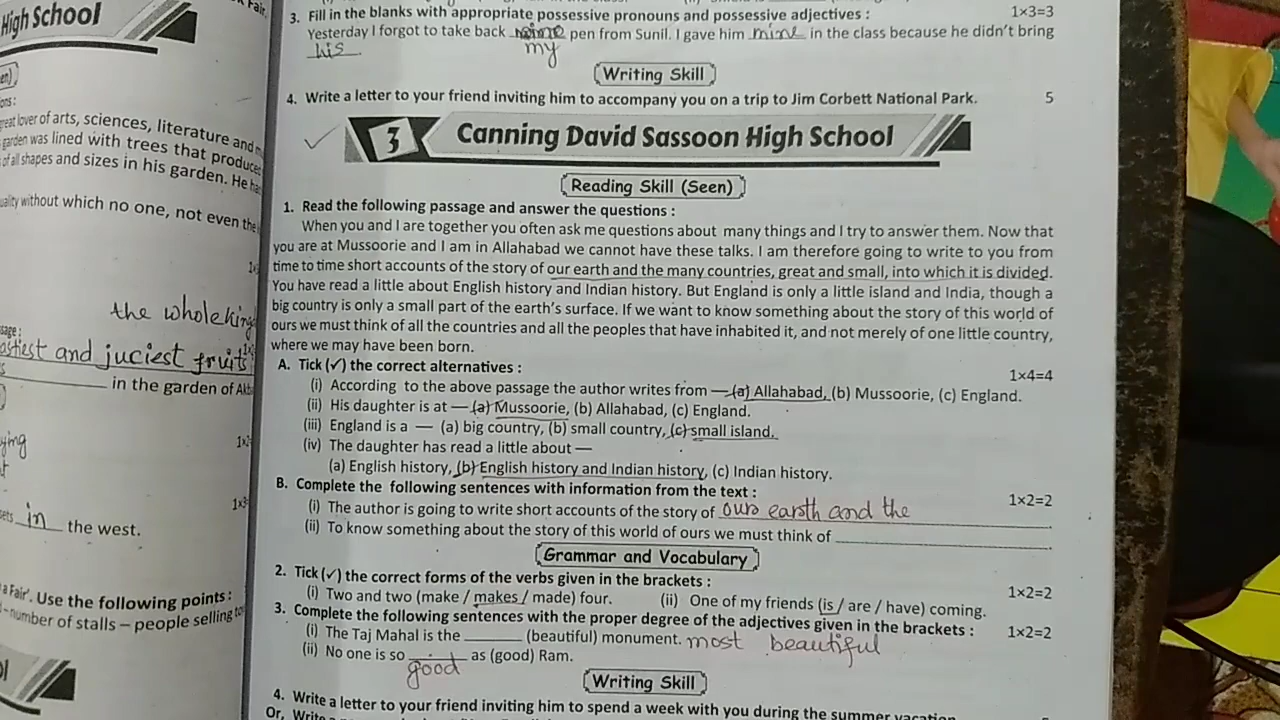 High School
Fair.
3. Fill in the blanks with appropriate possessive pronouns and possessive adjectives : 1×3=3
Yesterday I forgot to take back my pen from Sunil. I gave him mine in the class because he didn't bring
his
Writing Skill
4. Write a letter to your friend inviting him to accompany you on a trip to Jim Corbett National Park. 5
3 Canning David Sassoon High School
Reading Skill (Seen)
1. Read the following passage and answer the questions :
When you and I are together you often ask me questions about many things and I try to answer them. Now that
you are at Mussoorie and I am in Allahabad we cannot have these talks. I am therefore going to write to you from
time to time short accounts of the story of our earth and the many countries, great and small, into which it is divided.
You have read a little about English history and Indian history. But England is only a little island and India, though a
big country is only a small part of the earth's surface. If we want to know something about the story of this world of
ours we must think of all the countries and all the peoples that have inhabited it, and not merely of one little country,
where we may have been born.
A. Tick (✓) the correct alternatives : 1×4=4
(i) According to the above passage the author writes from — (a) Allahabad, (b) Mussoorie, (c) England.
(ii) His daughter is at — (a) Mussoorie, (b) Allahabad, (c) England.
(iii) England is a — (a) big country, (b) small country, (c) small island.
(iv) The daughter has read a little about —
(a) English history, (b) English history and Indian history, (c) Indian history.
B. Complete the following sentences with information from the text : 1×2=2
(i) The author is going to write short accounts of the story of our earth and the
(ii) To know something about the story of this world of ours we must think of
Grammar and Vocabulary
2. Tick (✓) the correct forms of the verbs given in the brackets : 1×2=2
(i) Two and two (make / makes / made) four. (ii) One of my friends (is / are / have) coming.
3. Complete the following sentences with the proper degree of the adjectives given in the brackets : 1×2=2
(i) The Taj Mahal is the ______ (beautiful) monument. most beautiful
(ii) No one is so good as (good) Ram.
Writing Skill
4. Write a letter to your friend inviting him to spend a week with you during the summer vacation
Or, Write
great lover of arts, sciences, literature and
garden was lined with trees that produce
of all shapes and sizes in his garden. He
without which no one, not even the
the whole king
and juciest fruits
in the garden of
in the west.
a Fair'. Use the following points :
number of stalls – people selling